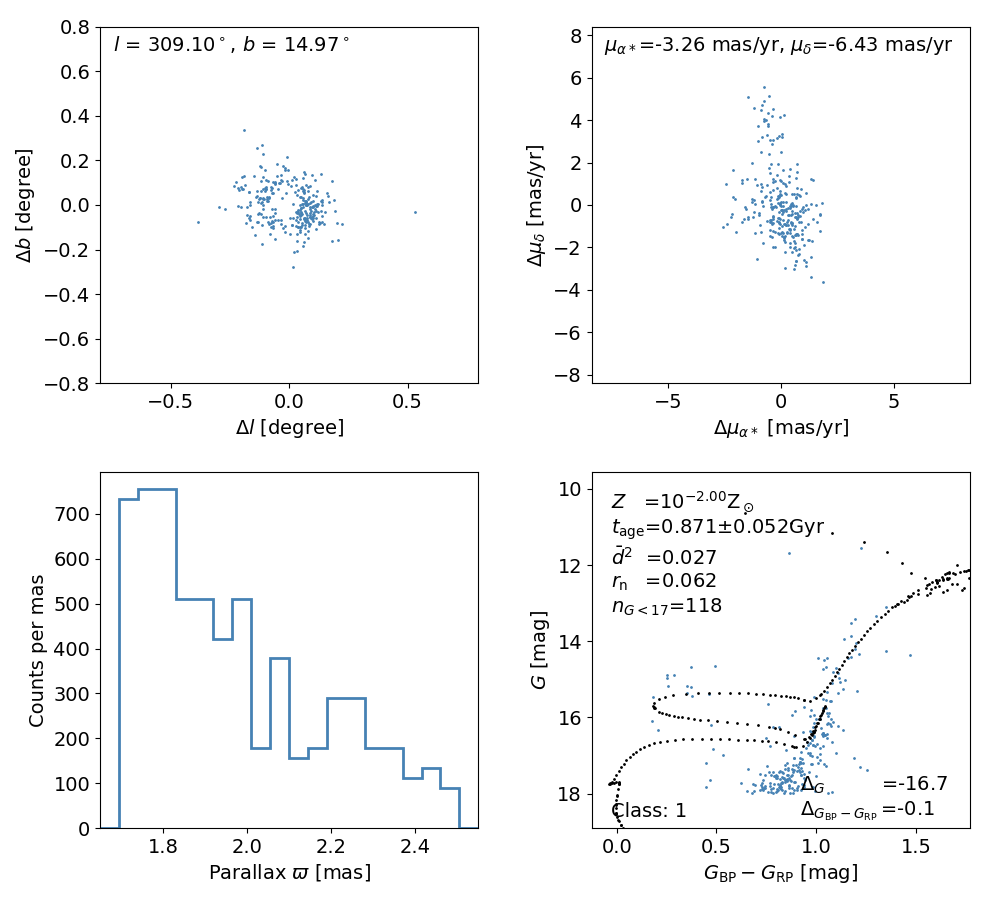 l = 309.10°, b = 14.97°
0.8
0.6
0.4
0.2
0.0
−0.2
−0.4
−0.6
−0.8
Δb [degree]
−0.5 0.0 0.5
Δl [degree]
μα*=-3.26 mas/yr, μδ=-6.43 mas/yr
8
6
4
2
0
−2
−4
−6
−8
Δμδ [mas/yr]
−5 0 5
Δμα* [mas/yr]
700
600
500
400
300
200
100
0
Counts per mas
1.8 2.0 2.2 2.4
Parallax ϖ [mas]
Z =10^−2.00 Z⊙
t_age=0.871±0.052Gyr
d̄² =0.027
r_n =0.062
n_G<17=118
10
12
14
16
18
G [mag]
Δ_G =-16.7
Δ_GBP−GRP=-0.1
Class: 1
0.0 0.5 1.0 1.5
G_BP − G_RP [mag]